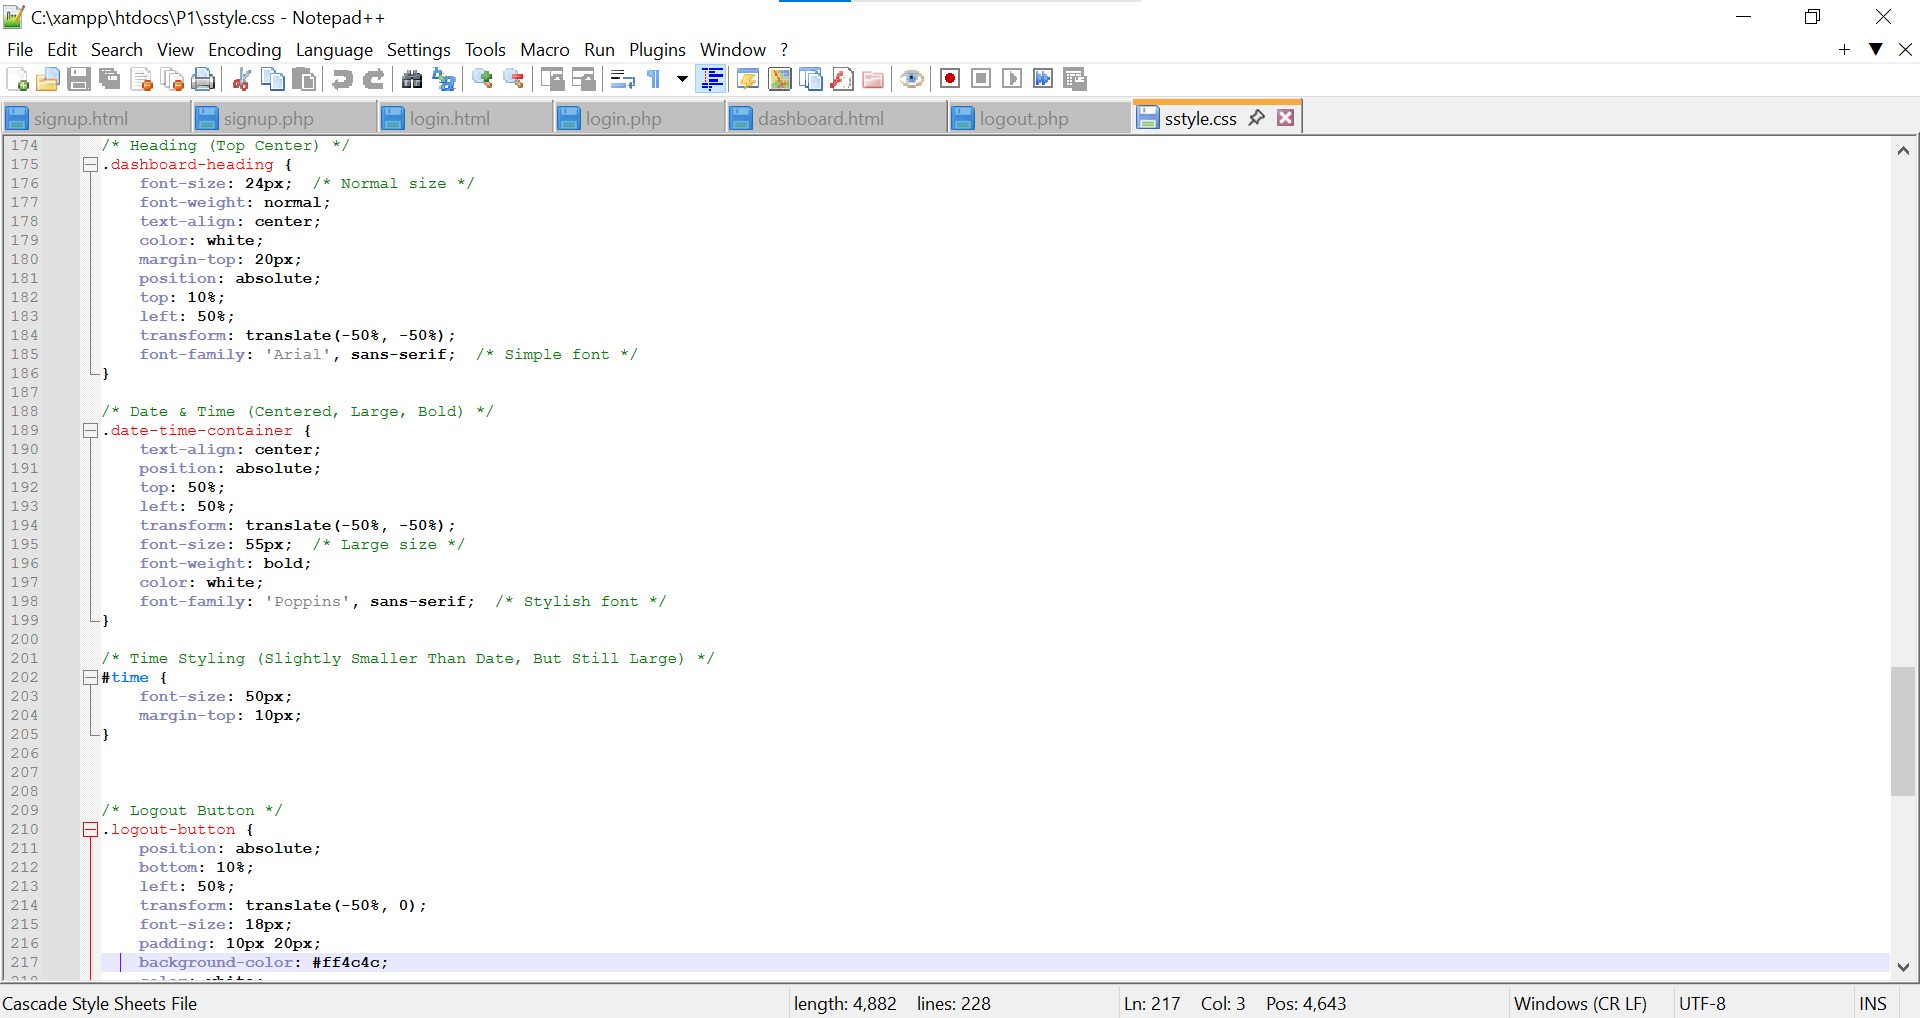 C:\xampp\htdocs\P1\sstyle.css - Notepad++
File Edit Search View Encoding Language Settings Tools Macro Run Plugins Window ?
signup.html signup.php login.html login.php dashboard.html logout.php sstyle.css
174 /* Heading (Top Center) */
175 .dashboard-heading {
176 font-size: 24px; /* Normal size */
177 font-weight: normal;
178 text-align: center;
179 color: white;
180 margin-top: 20px;
181 position: absolute;
182 top: 10%;
183 left: 50%;
184 transform: translate(-50%, -50%);
185 font-family: 'Arial', sans-serif; /* Simple font */
186 }
187
188 /* Date & Time (Centered, Large, Bold) */
189 .date-time-container {
190 text-align: center;
191 position: absolute;
192 top: 50%;
193 left: 50%;
194 transform: translate(-50%, -50%);
195 font-size: 55px; /* Large size */
196 font-weight: bold;
197 color: white;
198 font-family: 'Poppins', sans-serif; /* Stylish font */
199 }
200
201 /* Time Styling (Slightly Smaller Than Date, But Still Large) */
202 #time {
203 font-size: 50px;
204 margin-top: 10px;
205 }
206
207
208
209 /* Logout Button */
210 .logout-button {
211 position: absolute;
212 bottom: 10%;
213 left: 50%;
214 transform: translate(-50%, 0);
215 font-size: 18px;
216 padding: 10px 20px;
217 background-color: #ff4c4c;
Cascade Style Sheets File length: 4,882 lines: 228 Ln: 217 Col: 3 Pos: 4,643 Windows (CR LF) UTF-8 INS